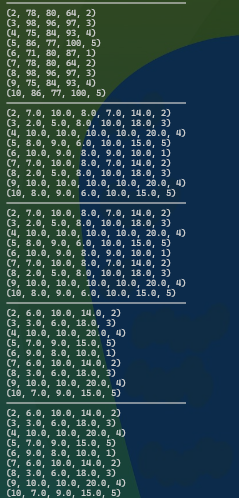 (2, 78, 80, 64, 2)
(3, 98, 96, 97, 3)
(4, 75, 84, 93, 4)
(5, 86, 77, 100, 5)
(6, 71, 80, 87, 1)
(7, 78, 80, 64, 2)
(8, 98, 96, 97, 3)
(9, 75, 84, 93, 4)
(10, 86, 77, 100, 5)
(2, 7.0, 10.0, 8.0, 7.0, 14.0, 2)
(3, 2.0, 5.0, 8.0, 10.0, 18.0, 3)
(4, 10.0, 10.0, 10.0, 10.0, 20.0, 4)
(5, 8.0, 9.0, 6.0, 10.0, 15.0, 5)
(6, 10.0, 9.0, 8.0, 9.0, 10.0, 1)
(7, 7.0, 10.0, 8.0, 7.0, 14.0, 2)
(8, 2.0, 5.0, 8.0, 10.0, 18.0, 3)
(9, 10.0, 10.0, 10.0, 10.0, 20.0, 4)
(10, 8.0, 9.0, 6.0, 10.0, 15.0, 5)
(2, 7.0, 10.0, 8.0, 7.0, 14.0, 2)
(3, 2.0, 5.0, 8.0, 10.0, 18.0, 3)
(4, 10.0, 10.0, 10.0, 10.0, 20.0, 4)
(5, 8.0, 9.0, 6.0, 10.0, 15.0, 5)
(6, 10.0, 9.0, 8.0, 9.0, 10.0, 1)
(7, 7.0, 10.0, 8.0, 7.0, 14.0, 2)
(8, 2.0, 5.0, 8.0, 10.0, 18.0, 3)
(9, 10.0, 10.0, 10.0, 10.0, 20.0, 4)
(10, 8.0, 9.0, 6.0, 10.0, 15.0, 5)
(2, 6.0, 10.0, 14.0, 2)
(3, 3.0, 6.0, 18.0, 3)
(4, 10.0, 10.0, 20.0, 4)
(5, 7.0, 9.0, 15.0, 5)
(6, 9.0, 8.0, 10.0, 1)
(7, 6.0, 10.0, 14.0, 2)
(8, 3.0, 6.0, 18.0, 3)
(9, 10.0, 10.0, 20.0, 4)
(10, 7.0, 9.0, 15.0, 5)
(2, 6.0, 10.0, 14.0, 2)
(3, 3.0, 6.0, 18.0, 3)
(4, 10.0, 10.0, 20.0, 4)
(5, 7.0, 9.0, 15.0, 5)
(6, 9.0, 8.0, 10.0, 1)
(7, 6.0, 10.0, 14.0, 2)
(8, 3.0, 6.0, 18.0, 3)
(9, 10.0, 10.0, 20.0, 4)
(10, 7.0, 9.0, 15.0, 5)